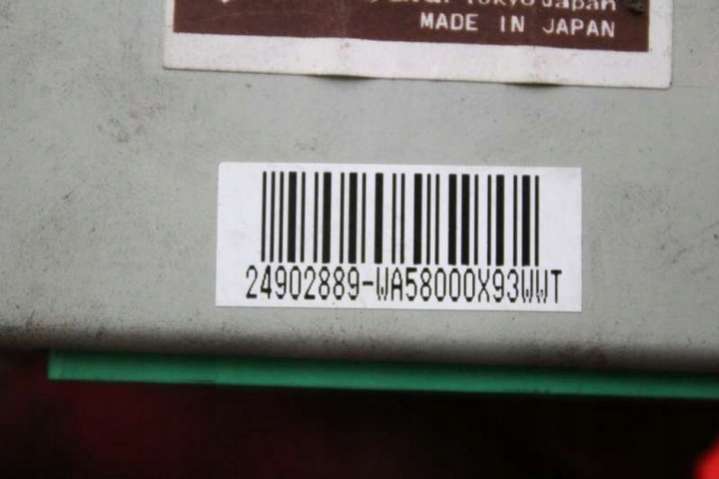 Tokyo Japan
MADE IN JAPAN
24902889-WA58000X93WWT